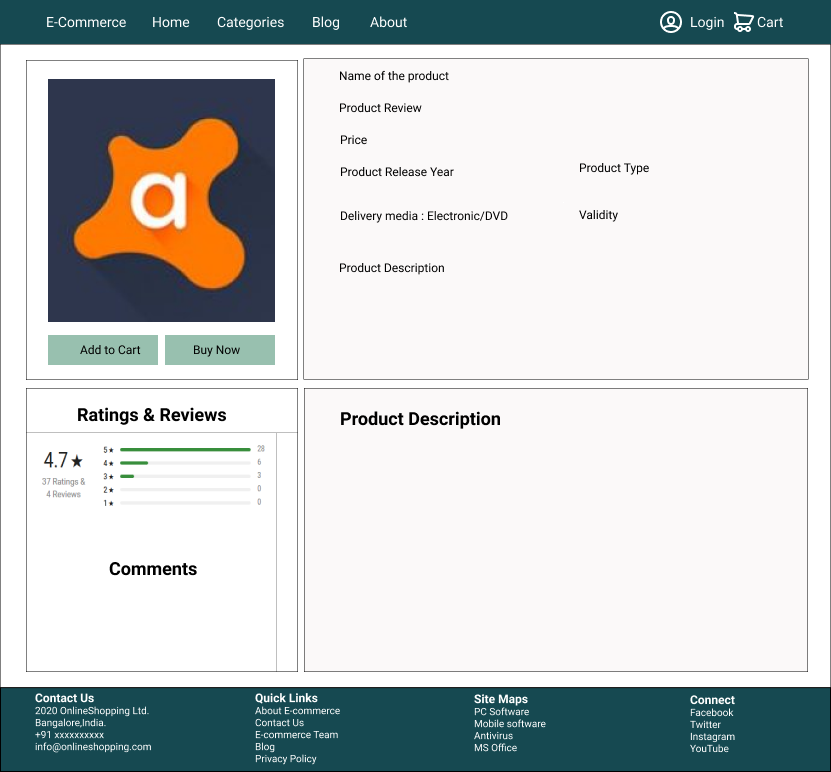 E-Commerce Home Categories Blog About Login Cart
a
Add to Cart Buy Now
Name of the product
Product Review
Price
Product Release Year Product Type
Delivery media : Electronic/DVD Validity
Product Description
Ratings & Reviews
4.7★
37 Ratings &
4 Reviews
5★ 28
4★ 6
3★ 3
2★ 0
1★ 0
Comments
Product Description
Contact Us
2020 OnlineShopping Ltd.
Bangalore,India.
+91 xxxxxxxxxx
info@onlineshopping.com
Quick Links
About E-commerce
Contact Us
E-commerce Team
Blog
Privacy Policy
Site Maps
PC Software
Mobile software
Antivirus
MS Office
Connect
Facebook
Twitter
Instagram
YouTube